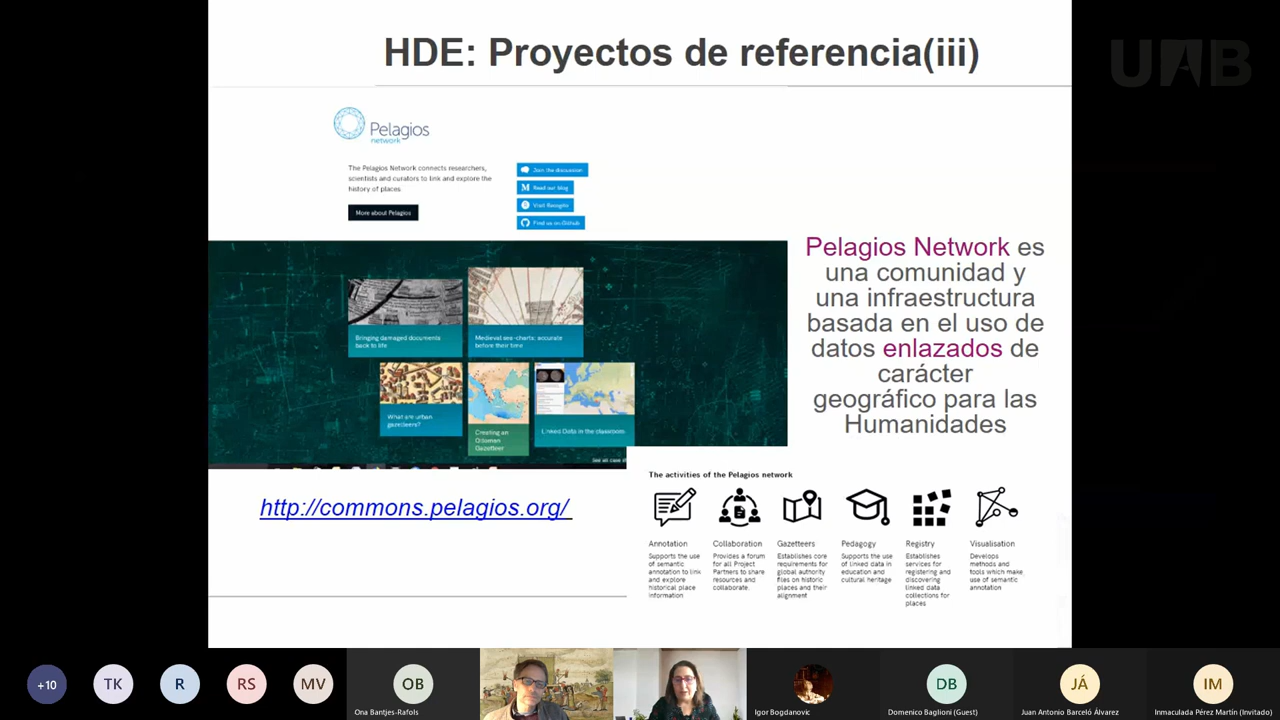 HDE: Proyectos de referencia(iii)
UAB
Pelagios
network
The Pelagios Network connects researchers,
scientists and curators to link and explore the
history of places
More about Pelagios
Join the discussion
Read our blog
Visit Recogito
Find us on Github
Bringing damaged documents
back to life
Medieval sea-charts: accurate
before their time
What are urban
gazetteers?
Creating an
Ottoman
Gazetteer
Linked Data in the classroom
Pelagios Network es
una comunidad y
una infraestructura
basada en el uso de
datos enlazados de
carácter
geográfico para las
Humanidades
http://commons.pelagios.org/
The activities of the Pelagios network
Annotation
Supports the use
of semantic
annotation to link
and explore
historical place
information
Collaboration
Provides a forum
for all Project
Partners to share
resources and
collaborate.
Gazetteers
Establishes core
requirements for
global authority
files on historic
places and their
alignment
Pedagogy
Supports the use
of linked data in
education and
cultural heritage
Registry
Establishes
services for
registering and
discovering
linked data
collections for
places
Visualisation
Develops
methods and
tools which make
use of semantic
annotation
+10
TK
R
RS
MV
OB
Ona Bantjes-Rafols
Igor Bogdanovic
DB
Domenico Baglioni (Guest)
JÁ
Juan Antonio Barceló Álvarez
IM
Inmaculada Pérez Martín (Invitado)